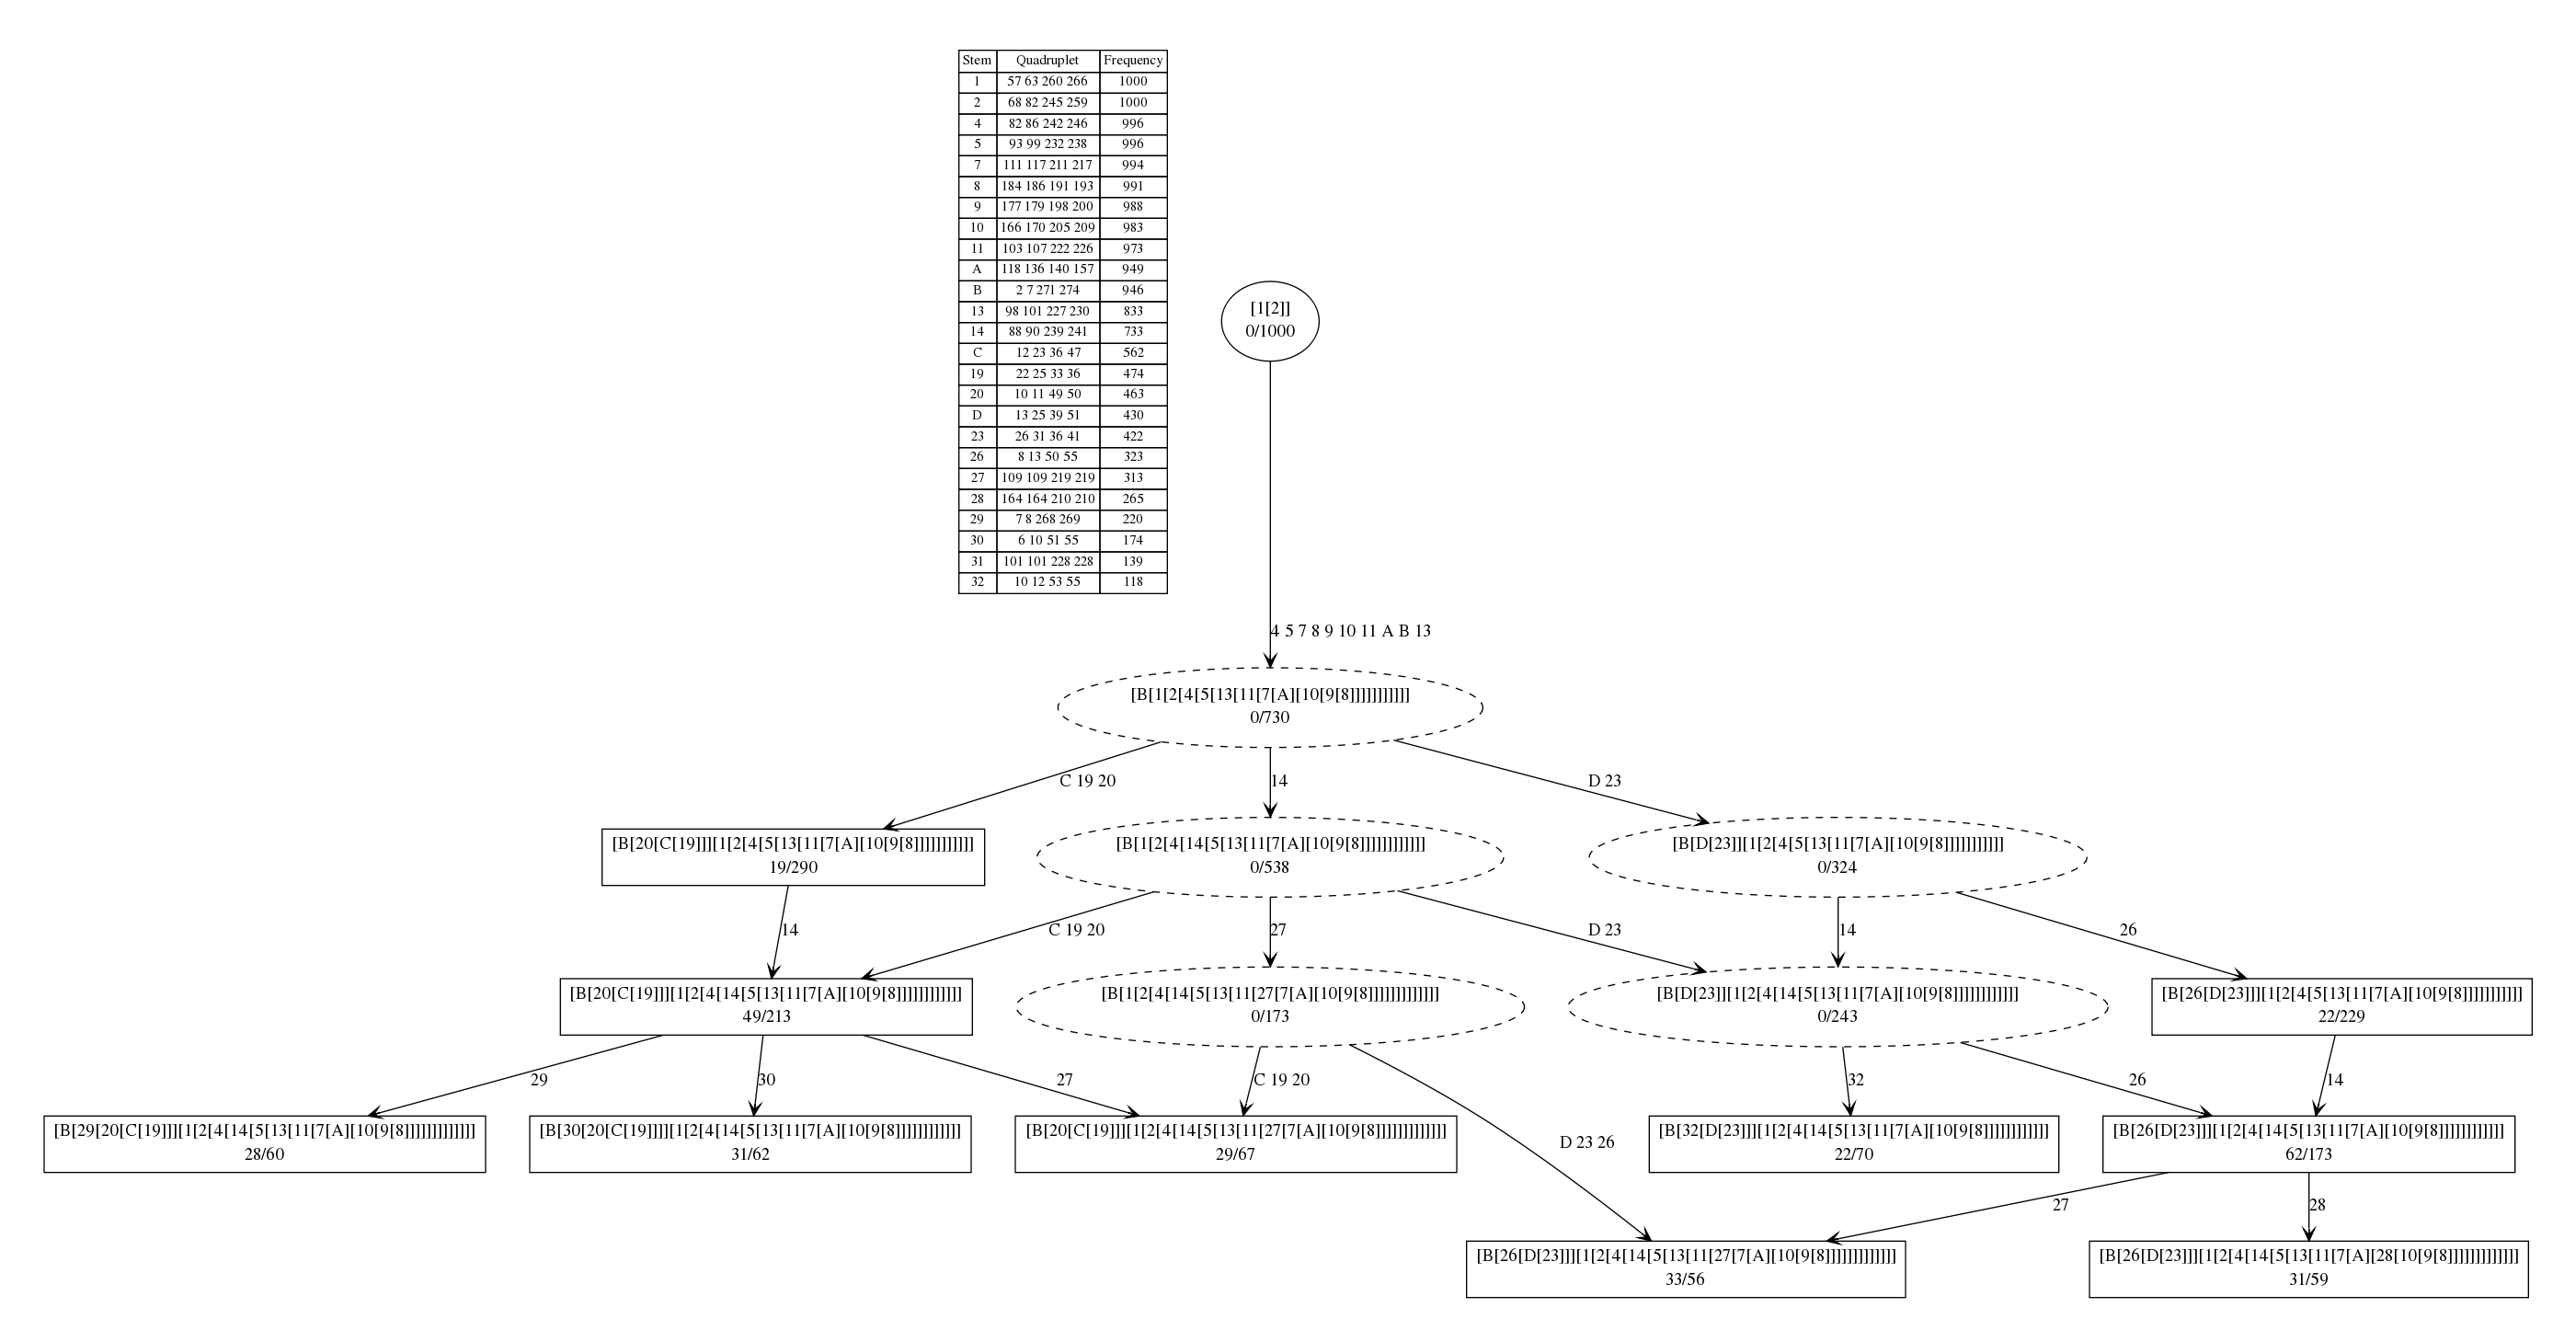 Stem Quadruplet Frequency
1 57 63 260 266 1000
2 68 82 245 259 1000
4 82 86 242 246 996
5 93 99 232 238 996
7 111 117 211 217 994
8 184 186 191 193 991
9 177 179 198 200 988
10 166 170 205 209 983
11 103 107 222 226 973
A 118 136 140 157 949
B 2 7 271 274 946
13 98 101 227 230 833
14 88 90 239 241 733
C 12 23 36 47 562
19 22 25 33 36 474
20 10 11 49 50 463
D 13 25 39 51 430
23 26 31 36 41 422
26 8 13 50 55 323
27 109 109 219 219 313
28 164 164 210 210 265
29 7 8 268 269 220
30 6 10 51 55 174
31 101 101 228 228 139
32 10 12 53 55 118
[1[2]]
0/1000
4 5 7 8 9 10 11 A B 13
[B[1[2[4[5[13[11[7[A][10[9[8]]]]]]]]]]]
0/730
C 19 20
14
D 23
[B[20[C[19]]][1[2[4[5[13[11[7[A][10[9[8]]]]]]]]]]]
19/290
[B[1[2[4[14[5[13[11[7[A][10[9[8]]]]]]]]]]]]
0/538
[B[D[23]][1[2[4[5[13[11[7[A][10[9[8]]]]]]]]]]]
0/324
14
C 19 20
27
D 23
14
26
[B[20[C[19]]][1[2[4[14[5[13[11[7[A][10[9[8]]]]]]]]]]]]
49/213
[B[1[2[4[14[5[13[11[27[7[A][10[9[8]]]]]]]]]]]]]
0/173
[B[D[23]][1[2[4[14[5[13[11[7[A][10[9[8]]]]]]]]]]]]
0/243
[B[26[D[23]]][1[2[4[5[13[11[7[A][10[9[8]]]]]]]]]]]
22/229
29
30
27
C 19 20
32
26
14
[B[29[20[C[19]]][1[2[4[14[5[13[11[7[A][10[9[8]]]]]]]]]]]]]
28/60
[B[30[20[C[19]]]][1[2[4[14[5[13[11[7[A][10[9[8]]]]]]]]]]]]
31/62
[B[20[C[19]]][1[2[4[14[5[13[11[27[7[A][10[9[8]]]]]]]]]]]]]
29/67
D 23 26
[B[32[D[23]]][1[2[4[14[5[13[11[7[A][10[9[8]]]]]]]]]]]]
22/70
[B[26[D[23]]][1[2[4[14[5[13[11[7[A][10[9[8]]]]]]]]]]]]
62/173
27
28
[B[26[D[23]]][1[2[4[14[5[13[11[27[7[A][10[9[8]]]]]]]]]]]]]
33/56
[B[26[D[23]]][1[2[4[14[5[13[11[7[A][28[10[9[8]]]]]]]]]]]]]
31/59